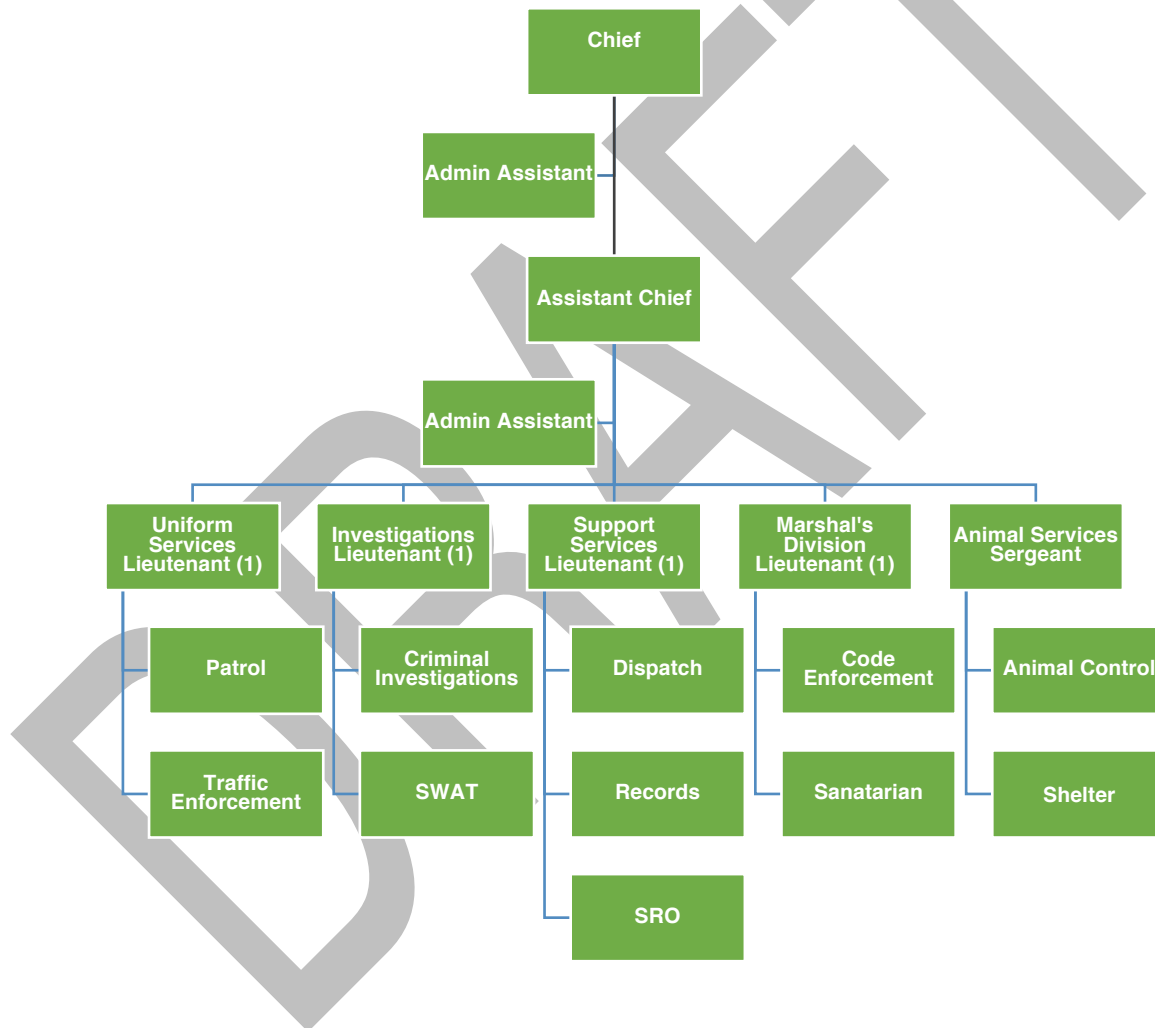 Chief
Admin Assistant
Assistant Chief
Admin Assistant
Uniform
Services
Lieutenant (1)
Investigations
Lieutenant (1)
Support
Services
Lieutenant (1)
Marshal's
Division
Lieutenant (1)
Animal Services
Sergeant
Patrol
Criminal
Investigations
Dispatch
Code
Enforcement
Animal Control
Traffic
Enforcement
SWAT
Records
Sanatarian
Shelter
SRO
DRAFT